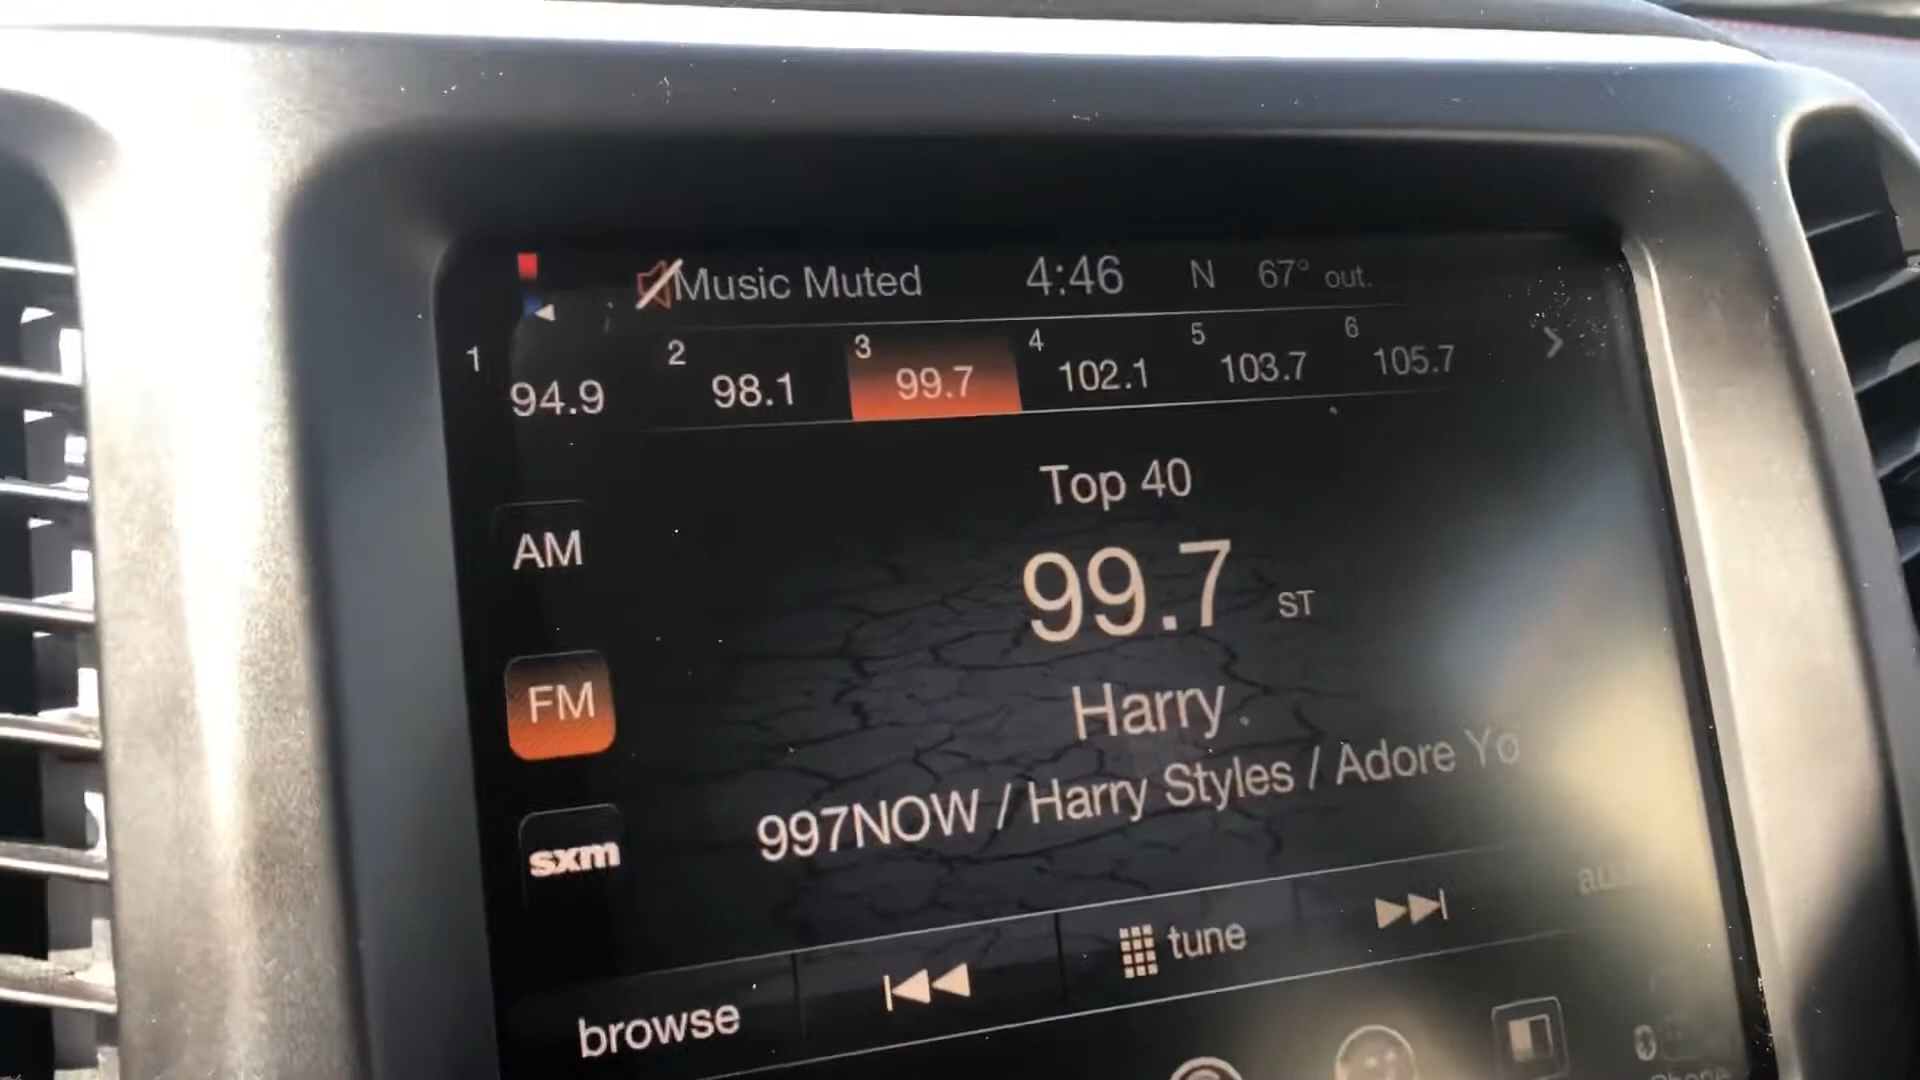 Music Muted 4:46 N 67° out.
1 94.9 2 98.1 3 99.7 4 102.1 5 103.7 6 105.7
Top 40
AM
99.7 ST
FM
Harry
997NOW / Harry Styles / Adore Yo
sxm
browse tune
Phone